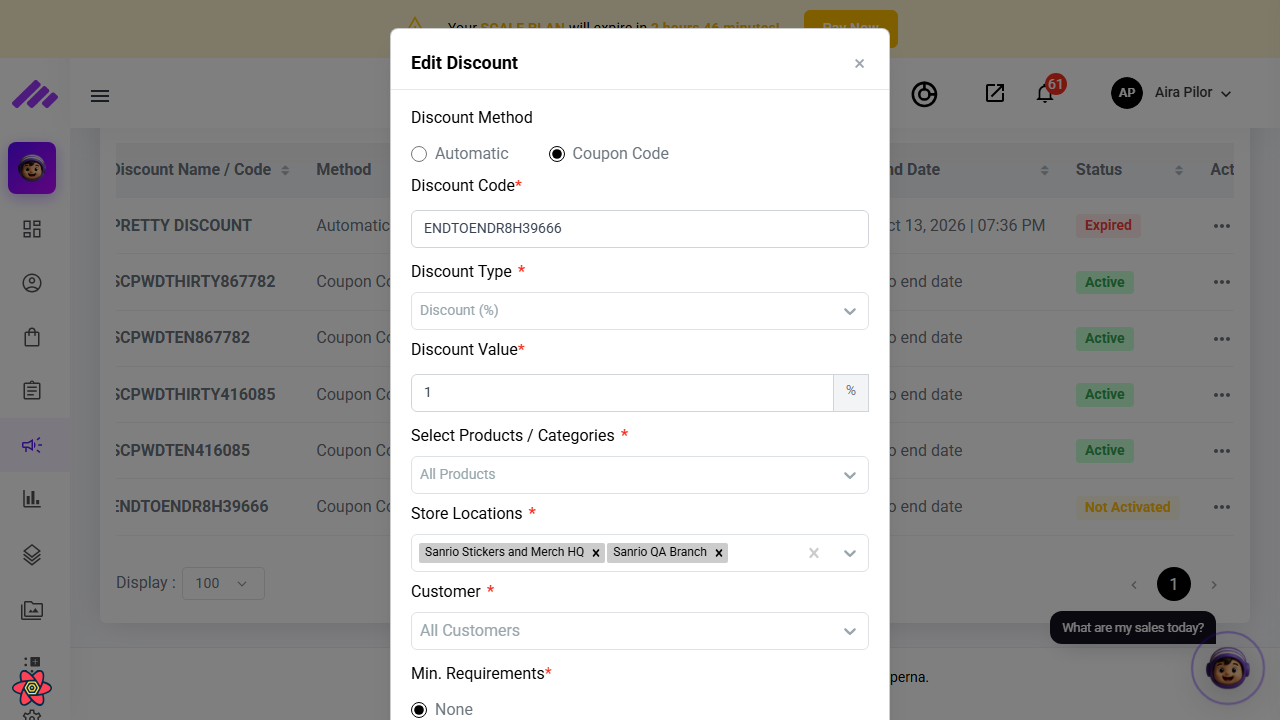 Your SCALE PLAN will expire in 2 hours 46 minutes!
Pay Now
Edit Discount
×
61
AP
Aira Pilor
Discount Method
Automatic
Coupon Code
Discount Code*
ENDTOENDR8H39666
Discount Type *
Discount (%)
Discount Value*
1
%
Select Products / Categories *
All Products
Store Locations *
Sanrio Stickers and Merch HQ ×
Sanrio QA Branch ×
Customer *
All Customers
Min. Requirements*
None
Discount Name / Code
Method
nd Date
Status
Act
PRETTY DISCOUNT
Automatic
ct 13, 2026 | 07:36 PM
Expired
SCPWDTHIRTY867782
Coupon Co
o end date
Active
SCPWDTEN867782
Coupon Co
o end date
Active
SCPWDTHIRTY416085
Coupon Co
o end date
Active
SCPWDTEN416085
Coupon Co
o end date
Active
ENDTOENDR8H39666
Coupon Co
o end date
Not Activated
Display :
100
1
What are my sales today?
perna.